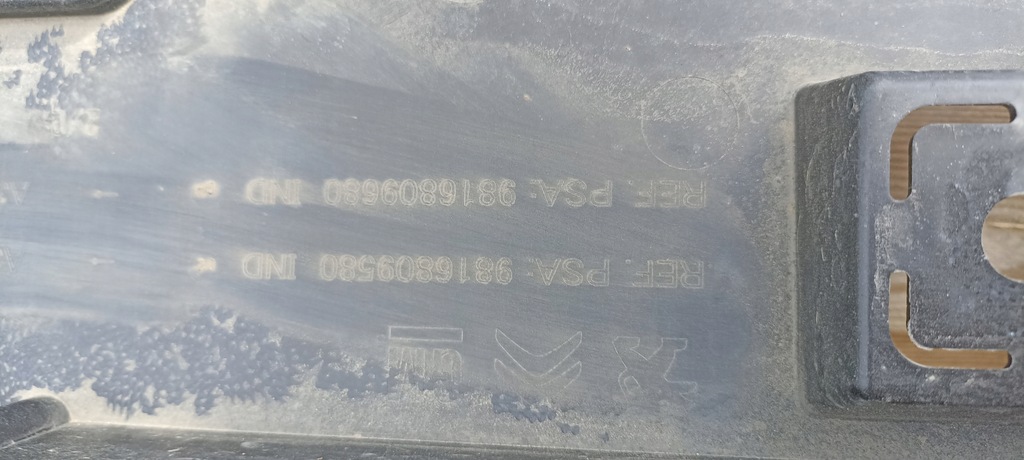 REF. PSA: 9816809580 IND
REF. PSA: 9816809680 IND